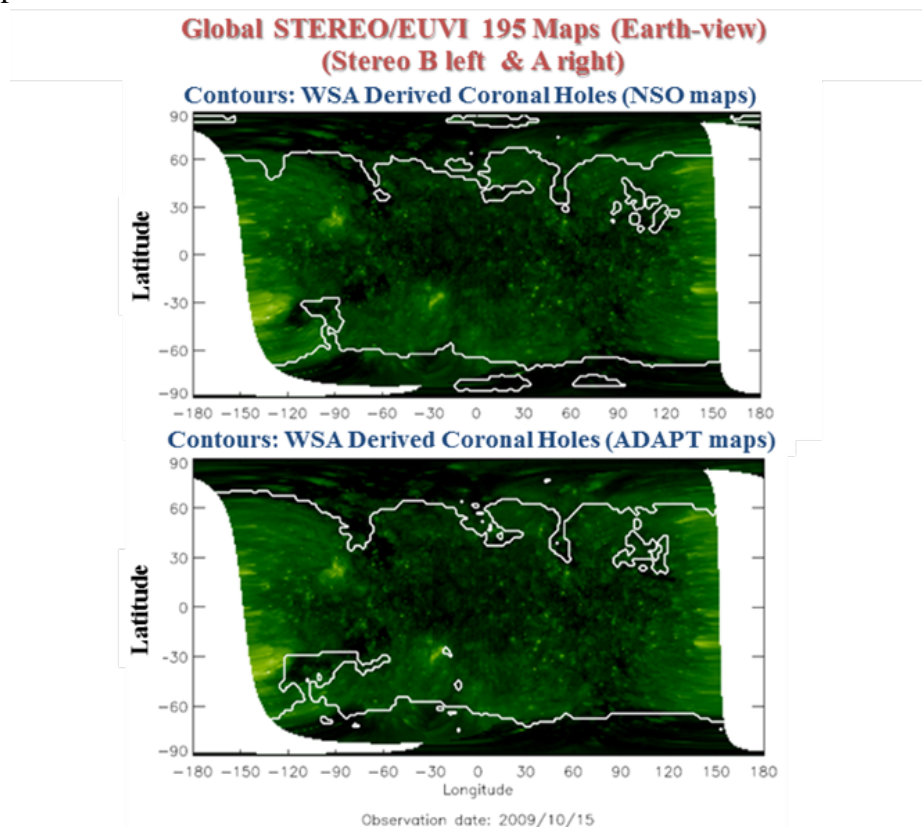 Global STEREO/EUVI 195 Maps (Earth-view)
(Stereo B left & A right)
Contours: WSA Derived Coronal Holes (NSO maps)
90
60
30
0
-30
-60
-90
Latitude
-180 -150 -120 -90 -60 -30 0 30 60 90 120 150 180
Contours: WSA Derived Coronal Holes (ADAPT maps)
90
60
30
0
-30
-60
-90
Latitude
-180 -150 -120 -90 -60 -30 0 30 60 90 120 150 180
Longitude
Observation date: 2009/10/15